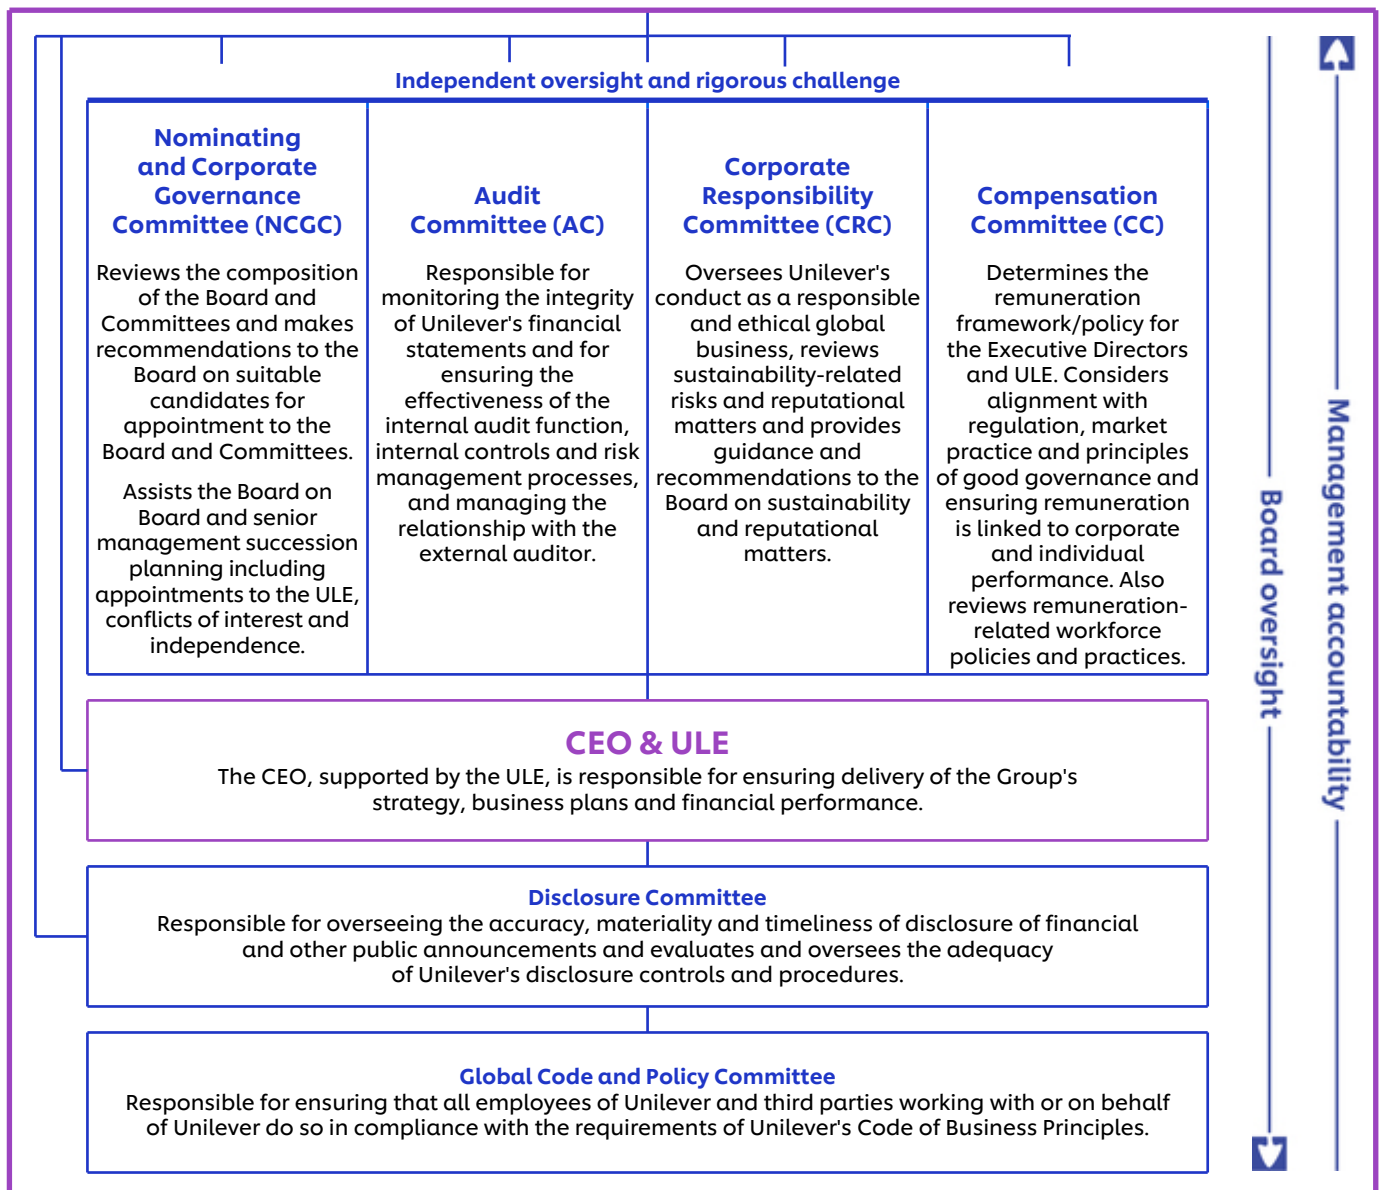 Independent oversight and rigorous challenge
Nominating
and Corporate
Governance
Committee (NCGC)
Reviews the composition
of the Board and
Committees and makes
recommendations to the
Board on suitable
candidates for
appointment to the
Board and Committees.
Assists the Board on
Board and senior
management succession
planning including
appointments to the ULE,
conflicts of interest and
independence.
Audit
Committee (AC)
Responsible for
monitoring the integrity
of Unilever's financial
statements and for
ensuring the
effectiveness of the
internal audit function,
internal controls and risk
management processes,
and managing the
relationship with the
external auditor.
Corporate
Responsibility
Committee (CRC)
Oversees Unilever's
conduct as a responsible
and ethical global
business, reviews
sustainability-related
risks and reputational
matters and provides
guidance and
recommendations to the
Board on sustainability
and reputational
matters.
Compensation
Committee (CC)
Determines the
remuneration
framework/policy for
the Executive Directors
and ULE. Considers
alignment with
regulation, market
practice and principles
of good governance and
ensuring remuneration
is linked to corporate
and individual
performance. Also
reviews remuneration-
related workforce
policies and practices.
CEO & ULE
The CEO, supported by the ULE, is responsible for ensuring delivery of the Group's
strategy, business plans and financial performance.
Disclosure Committee
Responsible for overseeing the accuracy, materiality and timeliness of disclosure of financial
and other public announcements and evaluates and oversees the adequacy
of Unilever's disclosure controls and procedures.
Global Code and Policy Committee
Responsible for ensuring that all employees of Unilever and third parties working with or on behalf
of Unilever do so in compliance with the requirements of Unilever's Code of Business Principles.
Board oversight
Management accountability